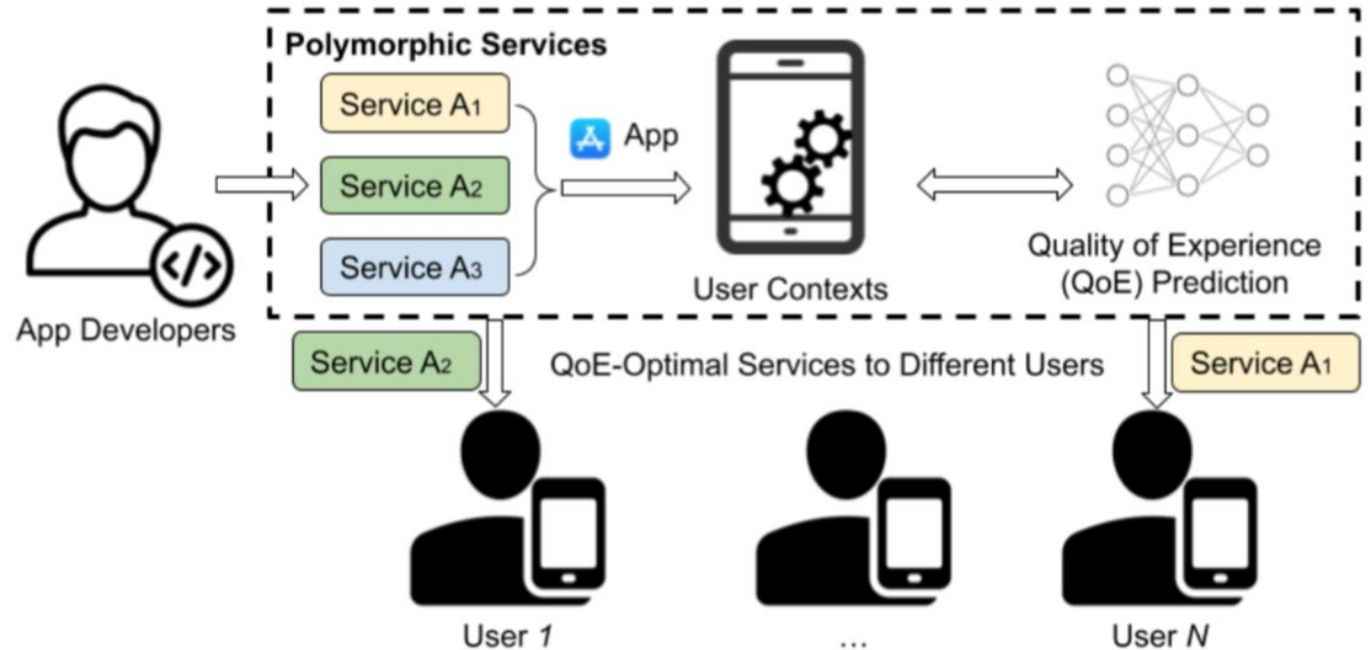 Polymorphic Services
Service A1
Service A2
Service A3
App
</>
App Developers
User Contexts
Quality of Experience
(QoE) Prediction
Service A2
QoE-Optimal Services to Different Users
Service A1
User 1
...
User N